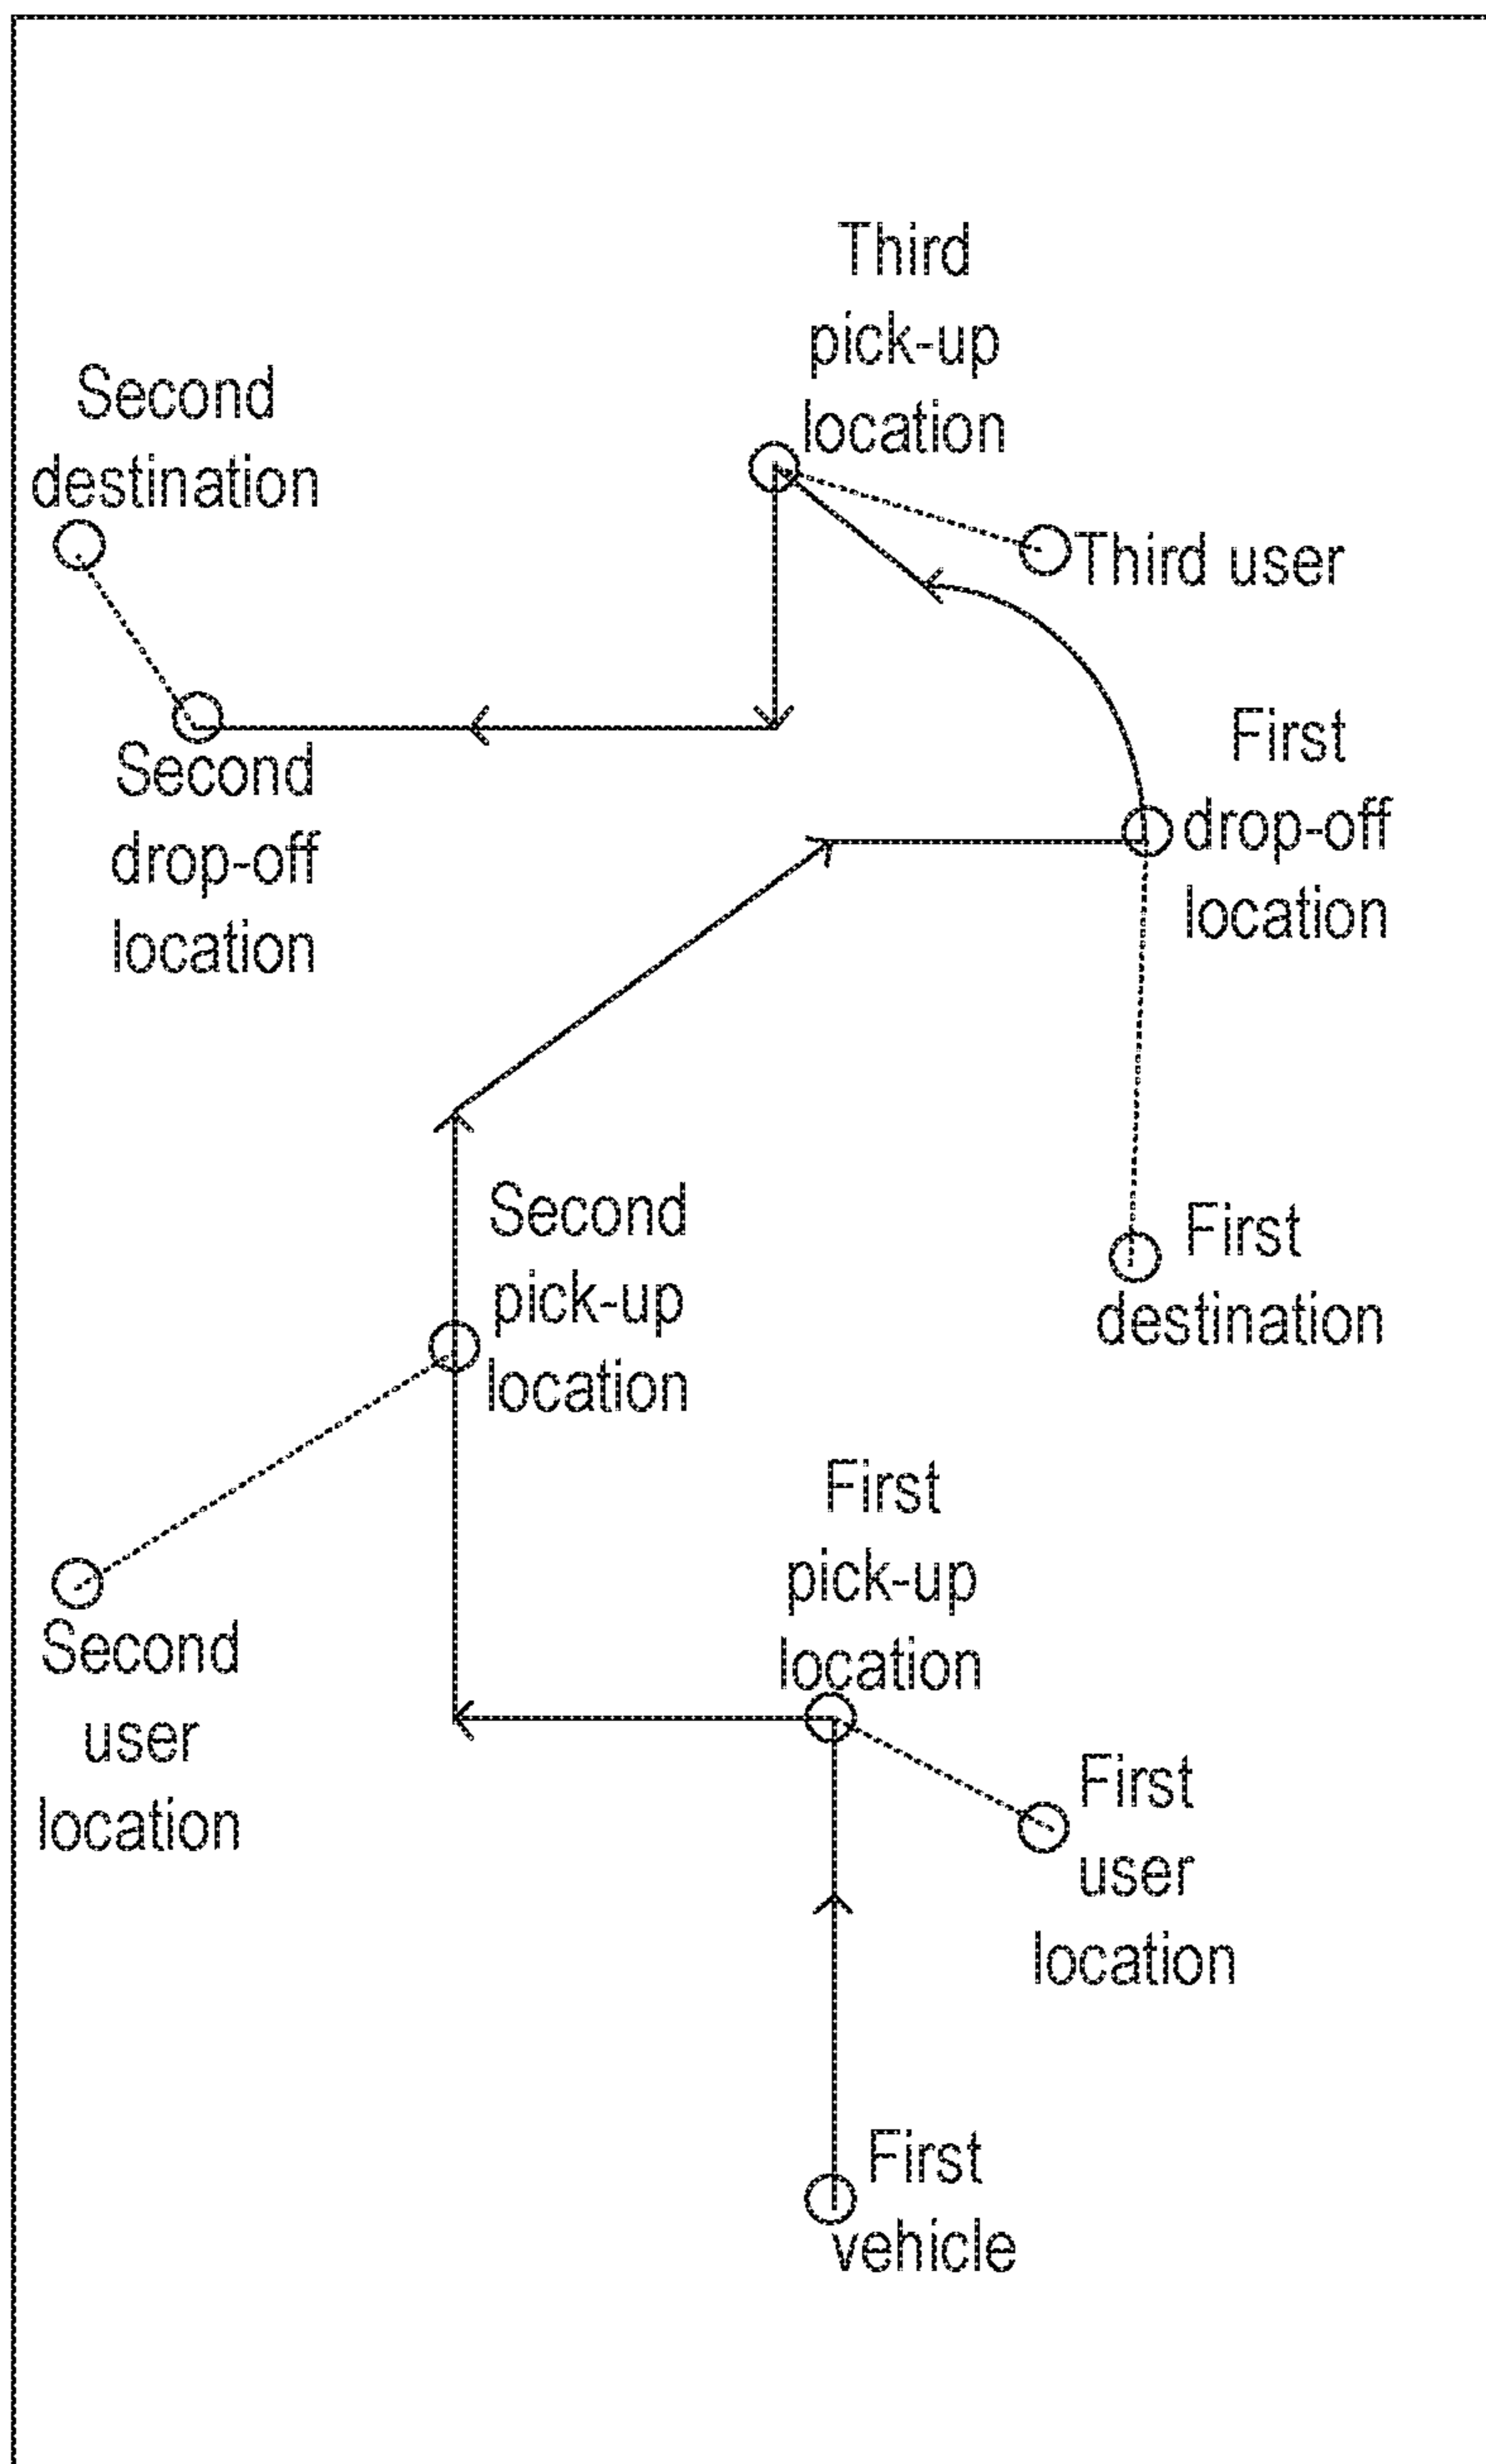 Third
pick-up
location
Second
destination
Third user
First
drop-off
location
Second
drop-off
location
Second
pick-up
location
First
destination
First
pick-up
location
Second
user
location
First
user
location
First
vehicle